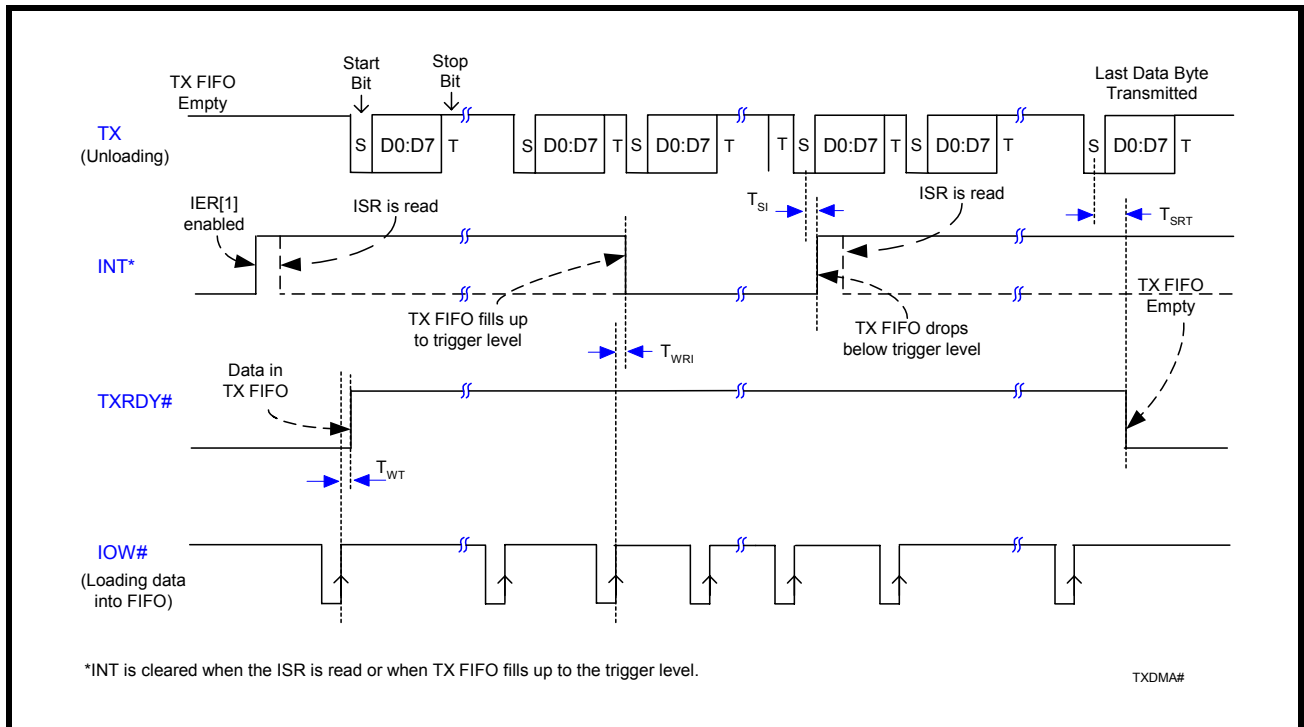 TX FIFO
Empty
Start
Bit
Stop
Bit
Last Data Byte
Transmitted
TX
(Unloading)
S D0:D7 T
S D0:D7 T
S D0:D7 T
T
S D0:D7 T
S D0:D7 T
S D0:D7 T
IER[1]
enabled
ISR is read
TSI
ISR is read
TSRT
INT*
TX FIFO fills up
to trigger level
TWRI
TX FIFO drops
below trigger level
TX FIFO
Empty
Data in
TX FIFO
TXRDY#
TWT
IOW#
(Loading data
into FIFO)
*INT is cleared when the ISR is read or when TX FIFO fills up to the trigger level.
TXDMA#